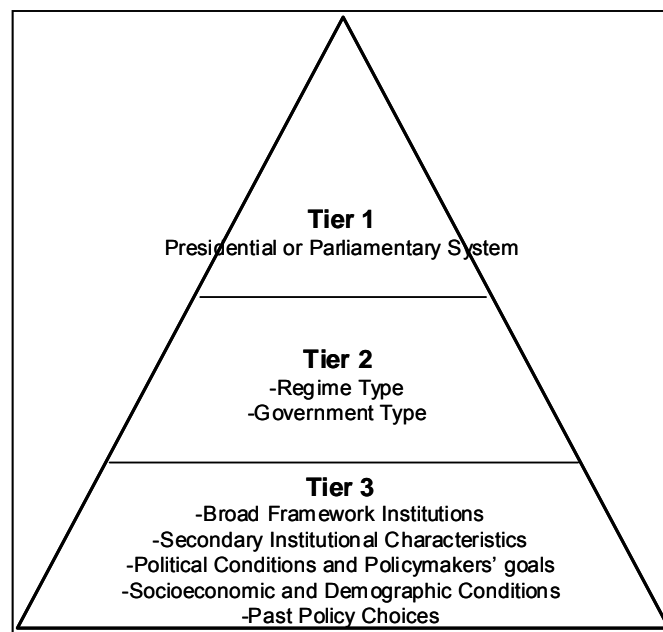 Tier 1
Presidential or Parliamentary System
Tier 2
-Regime Type
-Government Type
Tier 3
-Broad Framework Institutions
-Secondary Institutional Characteristics
-Political Conditions and Policymakers' goals
-Socioeconomic and Demographic Conditions
-Past Policy Choices